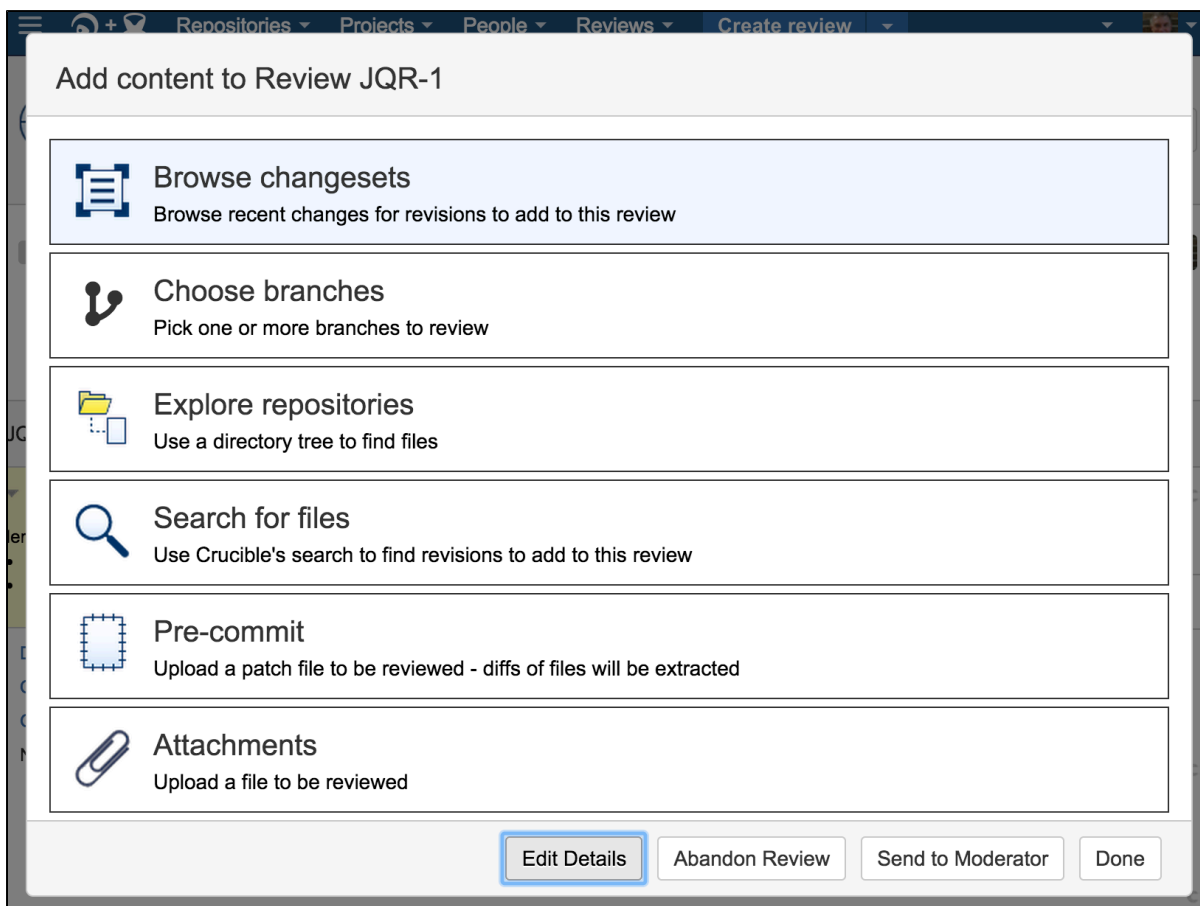 Repositories Projects People Reviews Create review
Add content to Review JQR-1
Browse changesets
Browse recent changes for revisions to add to this review
Choose branches
Pick one or more branches to review
Explore repositories
Use a directory tree to find files
Search for files
Use Crucible's search to find revisions to add to this review
Pre-commit
Upload a patch file to be reviewed - diffs of files will be extracted
Attachments
Upload a file to be reviewed
Edit Details Abandon Review Send to Moderator Done